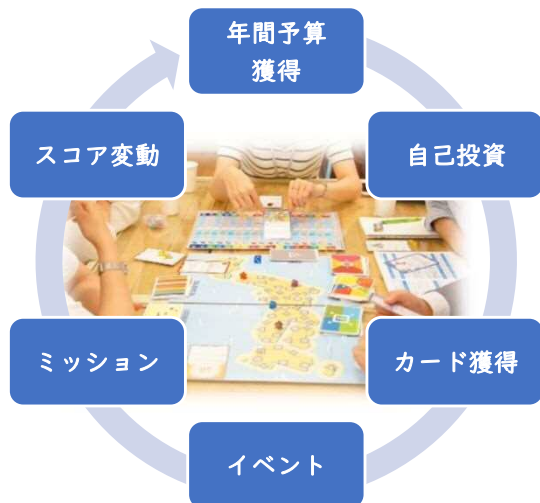 年間予算
獲得
自己投資
カード獲得
イベント
ミッション
スコア変動